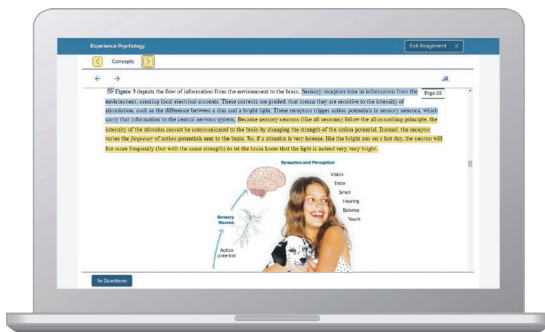 Experience Psychology
Exit Assignment ×
< Concepts >
← → A
Figure 3 depicts the flow of information from the environment to the brain. Sensory receptors take in information from the Page 88
environment, creating local electrical currents. These currents are graded; that means they are sensitive to the intensity of
stimulation, such as the difference between a dim and a bright light. These receptors trigger action potentials in sensory neurons, which
carry that information to the central nervous system. Because sensory neurons (like all neurons) follow the all-or-nothing principle, the
intensity of the stimulus cannot be communicated to the brain by changing the strength of the action potential. Instead, the receptor
varies the frequency of action potentials sent to the brain. So, if a stimulus is very intense, like the bright sun on a hot day, the neuron will
fire more frequently (but with the same strength) to let the brain know that the light is indeed very, very bright.
Sensation and Perception
Vision
Taste
Smell
Hearing
Balance
Touch
Sensory
Neuron
Action
potential
To Questions